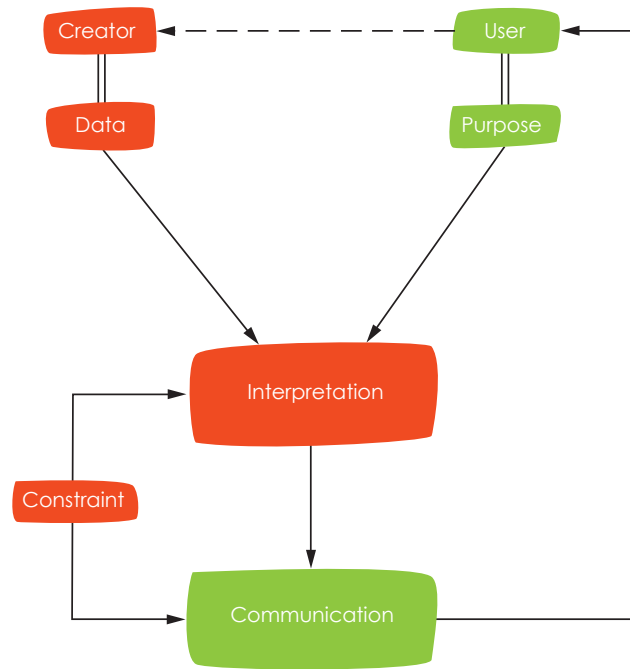 Creator
User
Data
Purpose
Interpretation
Constraint
Communication